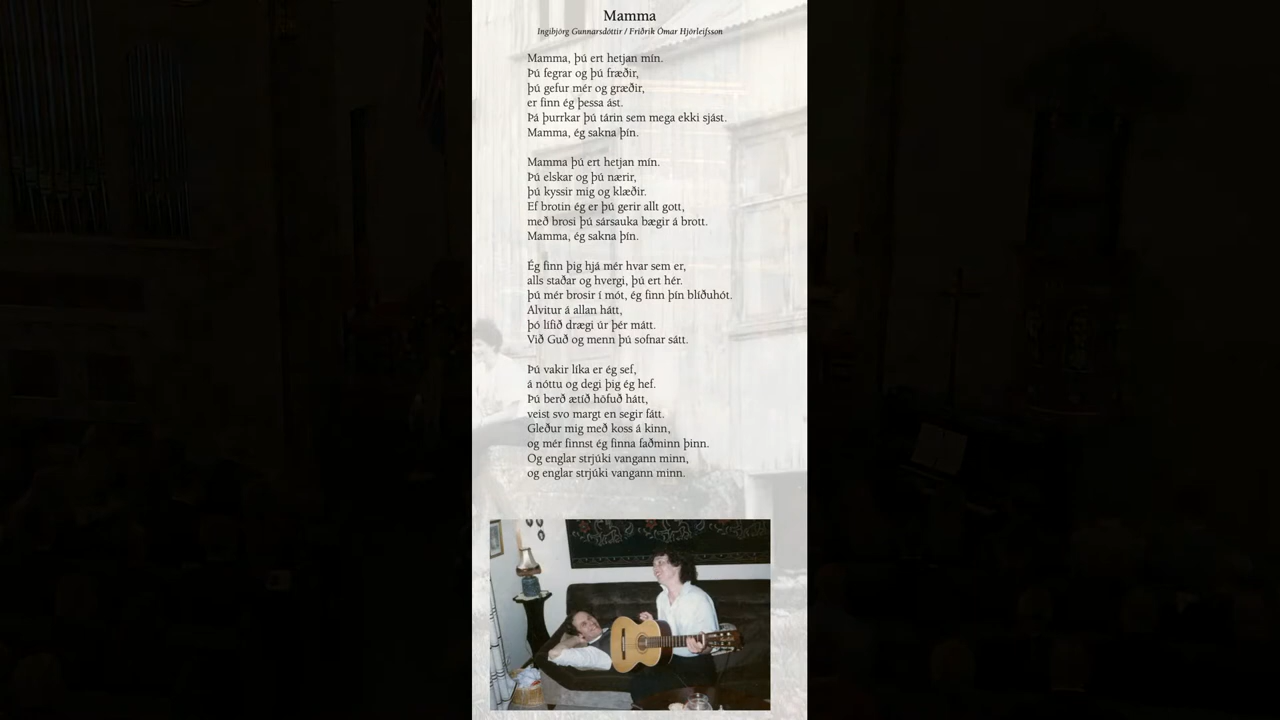 Mamma
Ingibjörg Gunnarsdóttir / Friðrik Ómar Hjörleifsson
Mamma, þú ert hetjan mín.
Þú fegrar og þú fræðir,
þú gefur mér og græðir,
er finn ég þessa ást.
Þá þurrkar þú tárin sem mega ekki sjást.
Mamma, ég sakna þín.
Mamma þú ert hetjan mín.
Þú elskar og þú nærir,
þú kyssir mig og klæðir.
Ef brotin ég er þú gerir allt gott,
með brosi þú sársauka bægir á brott.
Mamma, ég sakna þín.
Ég finn þig hjá mér hvar sem er,
alls staðar og hvergi, þú ert hér.
þú mér brosir í mót, ég finn þín blíðuhót.
Alvitur á allan hátt,
þó lífið drægi úr þér mátt.
Við Guð og menn þú sofnar sátt.
Þú vakir líka er ég sef,
á nóttu og degi þig ég hef.
Þú berð ætíð höfuð hátt,
veist svo margt en segir fátt.
Gleður mig með koss á kinn,
og mér finnst ég finna faðminn þinn.
Og englar strjúki vangann minn,
og englar strjúki vangann minn.